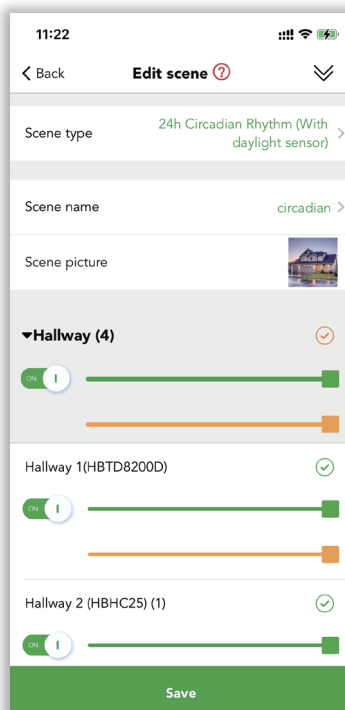 11:22
Back
Edit scene ?
Scene type
24h Circadian Rhythm (With
daylight sensor)
Scene name
circadian
Scene picture
Hallway (4)
ON
Hallway 1(HBTD8200D)
ON
Hallway 2 (HBHC25) (1)
ON
Save